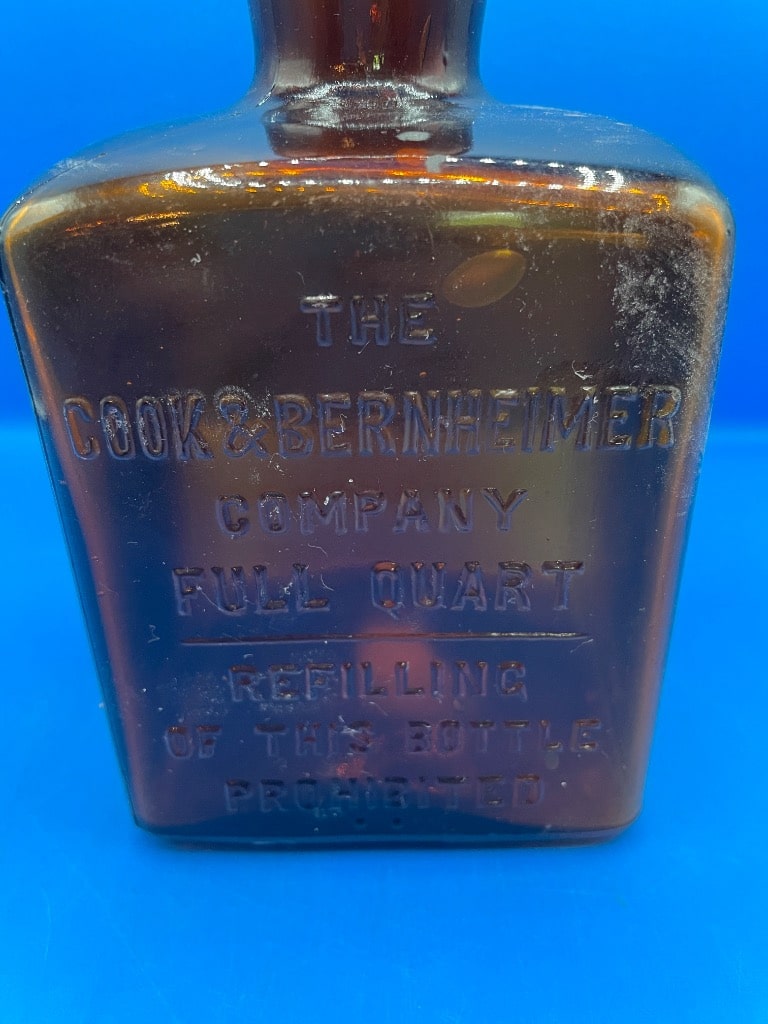 THE
COOK & BERNHEIMER
COMPANY
FULL QUART
REFILLING
OF THIS BOTTLE
PROHIBITED